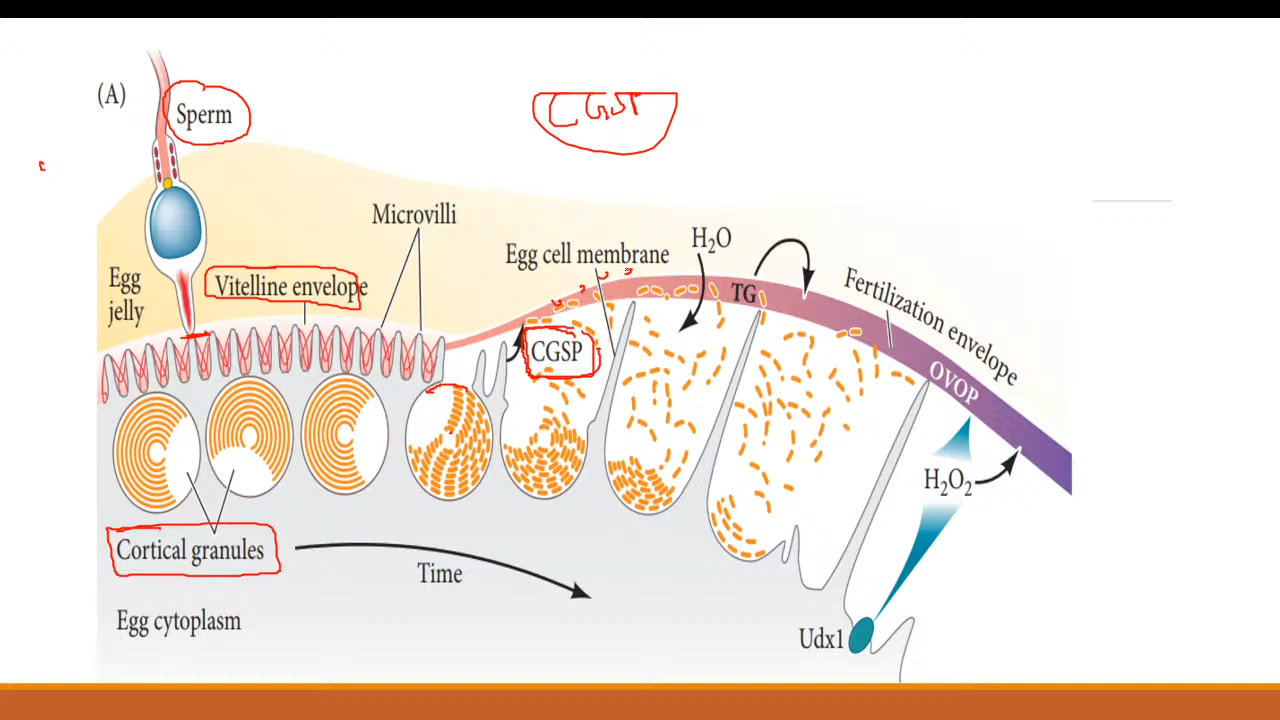 (A)
Sperm
CGSP
Microvilli
Egg cell membrane
H₂O
Egg
jelly
Vitelline envelope
TG
Fertilization envelope
CGSP
OVOP
H₂O₂
Cortical granules
Time
Egg cytoplasm
Udx1